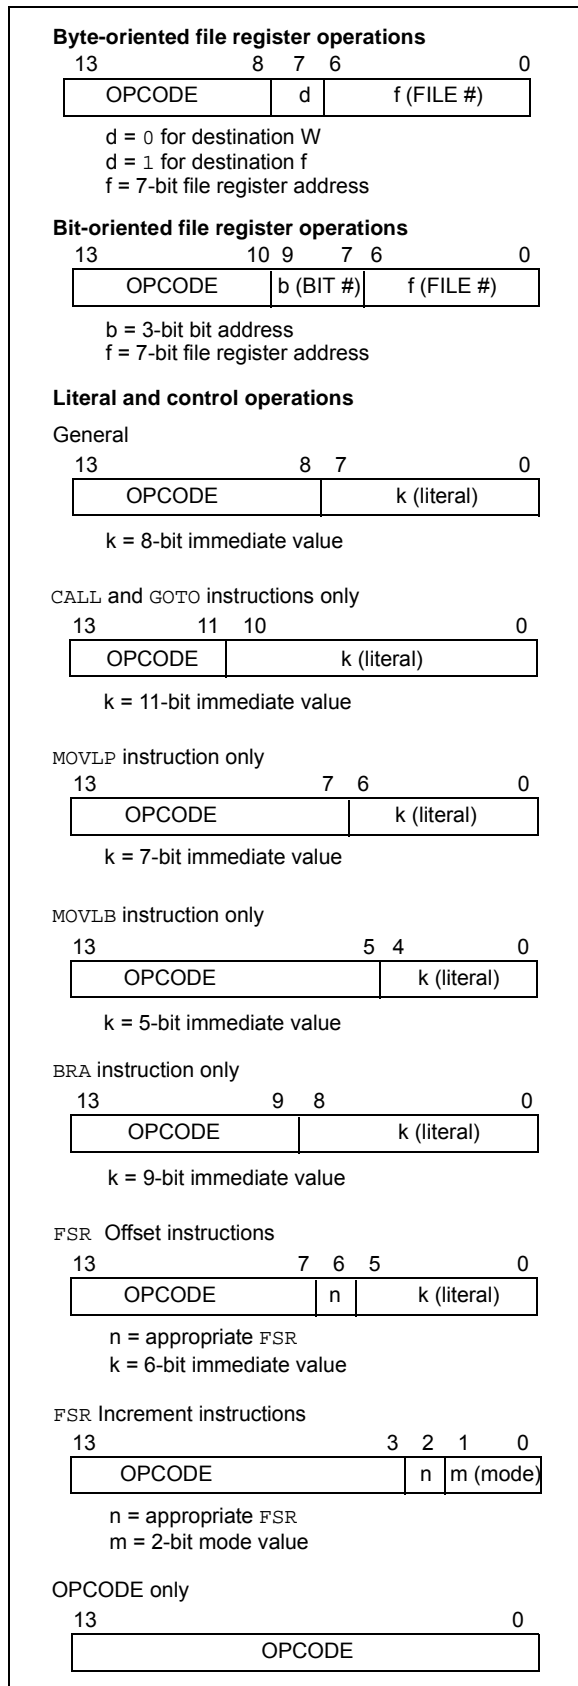 Byte-oriented file register operations
13 8 7 6 0
OPCODE d f (FILE #)
d = 0 for destination W
d = 1 for destination f
f = 7-bit file register address
Bit-oriented file register operations
13 10 9 7 6 0
OPCODE b (BIT #) f (FILE #)
b = 3-bit bit address
f = 7-bit file register address
Literal and control operations
General
13 8 7 0
OPCODE k (literal)
k = 8-bit immediate value
CALL and GOTO instructions only
13 11 10 0
OPCODE k (literal)
k = 11-bit immediate value
MOVLP instruction only
13 7 6 0
OPCODE k (literal)
k = 7-bit immediate value
MOVLB instruction only
13 5 4 0
OPCODE k (literal)
k = 5-bit immediate value
BRA instruction only
13 9 8 0
OPCODE k (literal)
k = 9-bit immediate value
FSR Offset instructions
13 7 6 5 0
OPCODE n k (literal)
n = appropriate FSR
k = 6-bit immediate value
FSR Increment instructions
13 3 2 1 0
OPCODE n m (mode)
n = appropriate FSR
m = 2-bit mode value
OPCODE only
13 0
OPCODE